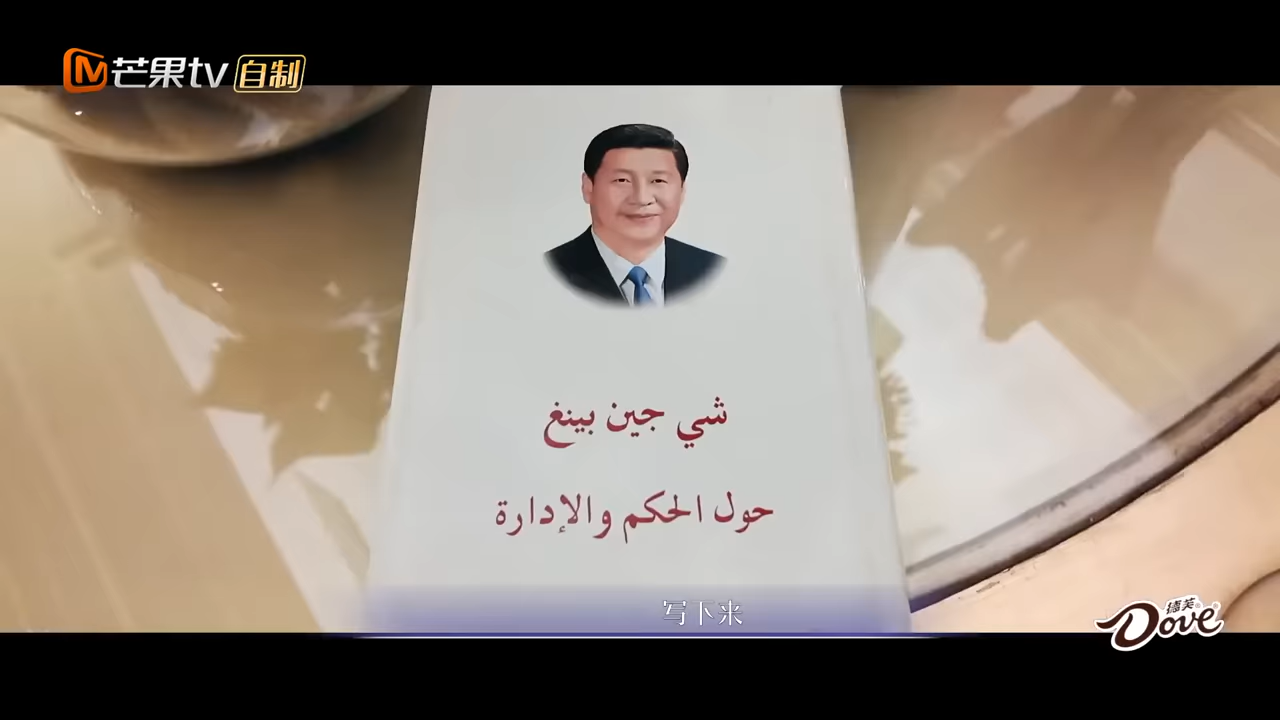 芒果tv 自制
شي جين بينغ
حول الحكم والإدارة
写下来
德芙
Dove